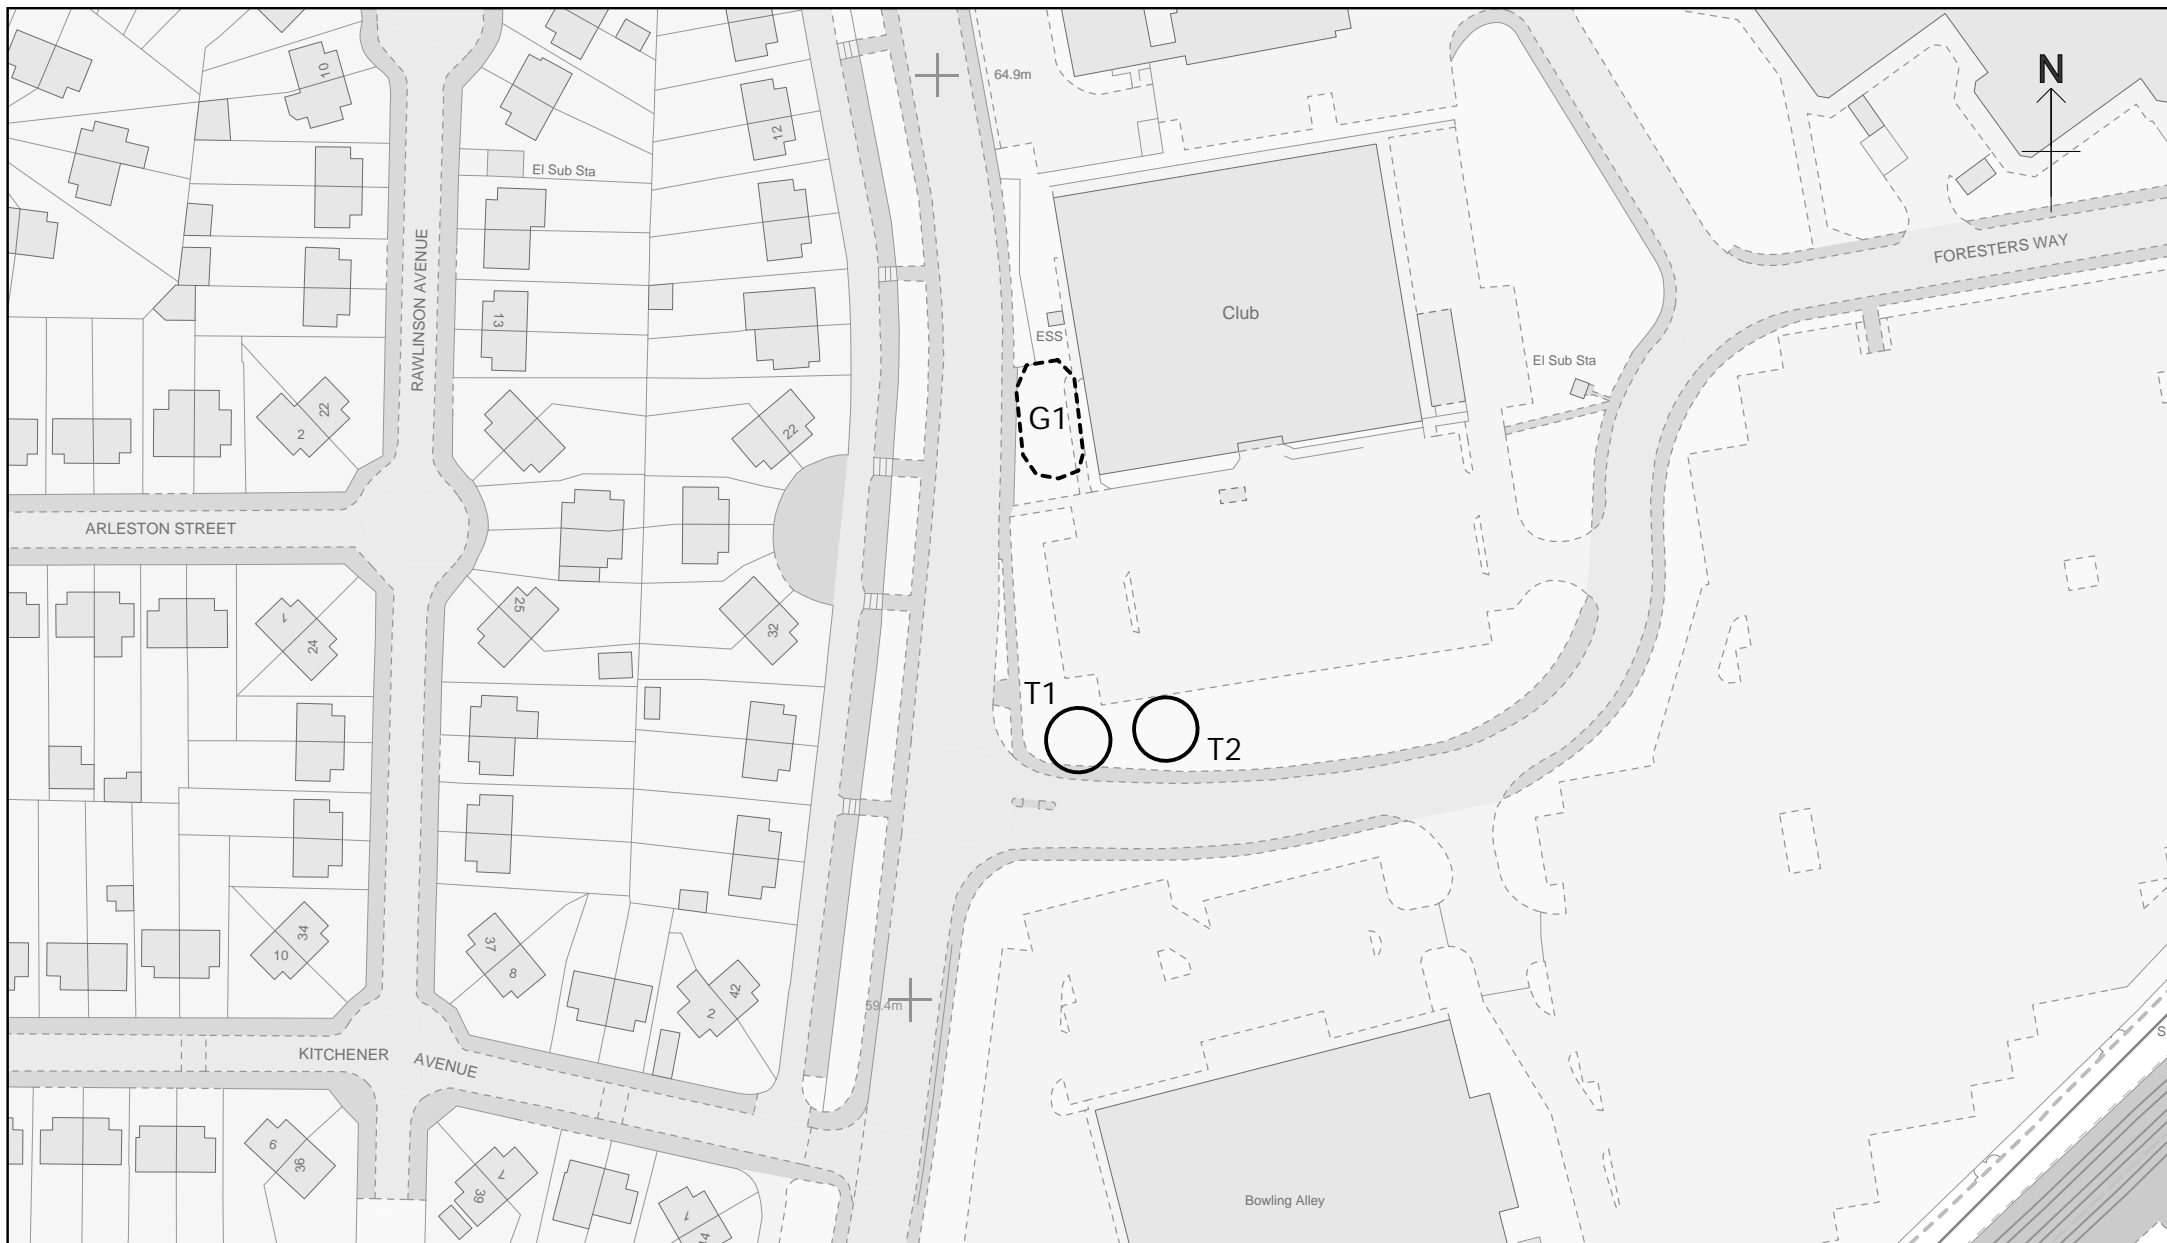 10
64.9m
N
12
El Sub Sta
FORESTERS WAY
RAWLINSON AVENUE
13
Club
ESS
El Sub Sta
22
2
22
G1
ARLESTON STREET
1
24
25
32
T1
T2
34
10
37
8
42
2
59.4m
S
KITCHENER AVENUE
6
36
7
39
1
44
Bowling Alley